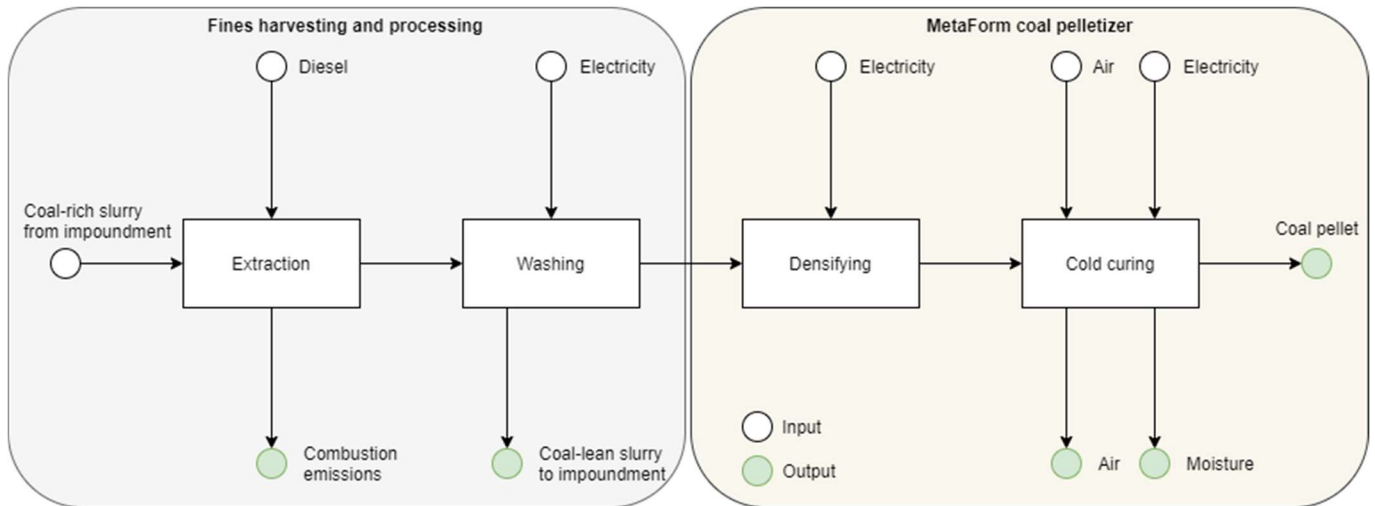 Fines harvesting and processing
MetaForm coal pelletizer
Diesel
Electricity
Electricity
Air
Electricity
Coal-rich slurry
from impoundment
Extraction
Washing
Densifying
Cold curing
Coal pellet
Input
Output
Combustion
emissions
Coal-lean slurry
to impoundment
Air
Moisture